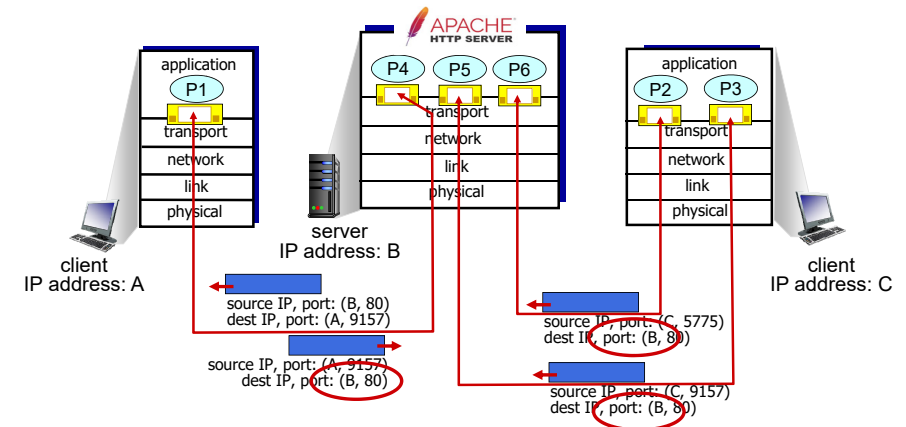 APACHE
HTTP SERVER
application
P1
transport
network
link
physical
P4
P5
P6
transport
network
link
physical
application
P2
P3
transport
network
link
physical
client
IP address: A
server
IP address: B
client
IP address: C
source IP, port: (B, 80)
dest IP, port: (A, 9157)
source IP, port: (A, 9157)
dest IP, port: (B, 80)
source IP, port: (C, 5775)
dest IP, port: (B, 80)
source IP, port: (C, 9157)
dest IP, port: (B, 80)